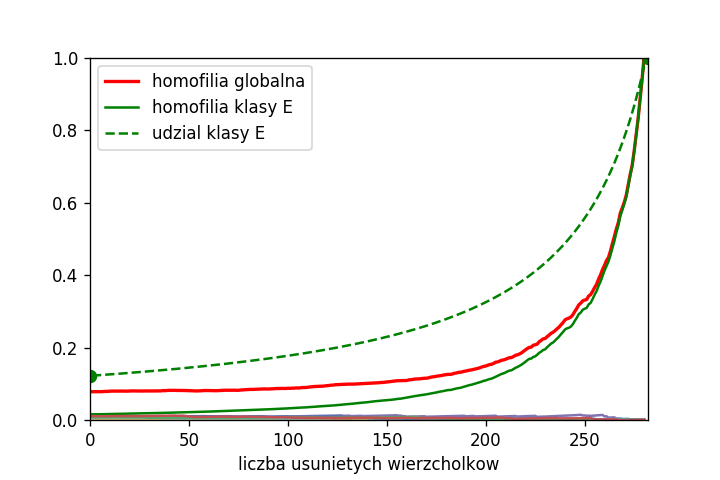 1.0
0.8
0.6
0.4
0.2
0.0
homofilia globalna
homofilia klasy E
udzial klasy E
0 50 100 150 200 250
liczba usunietych wierzcholkow